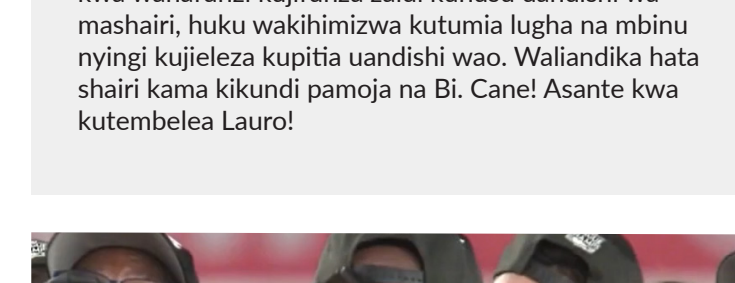 mashairi, huku wakihimizwa kutumia lugha na mbinu
nyingi kujieleza kupitia uandishi wao. Waliandika hata
shairi kama kikundi pamoja na Bi. Cane! Asante kwa
kutembelea Lauro!